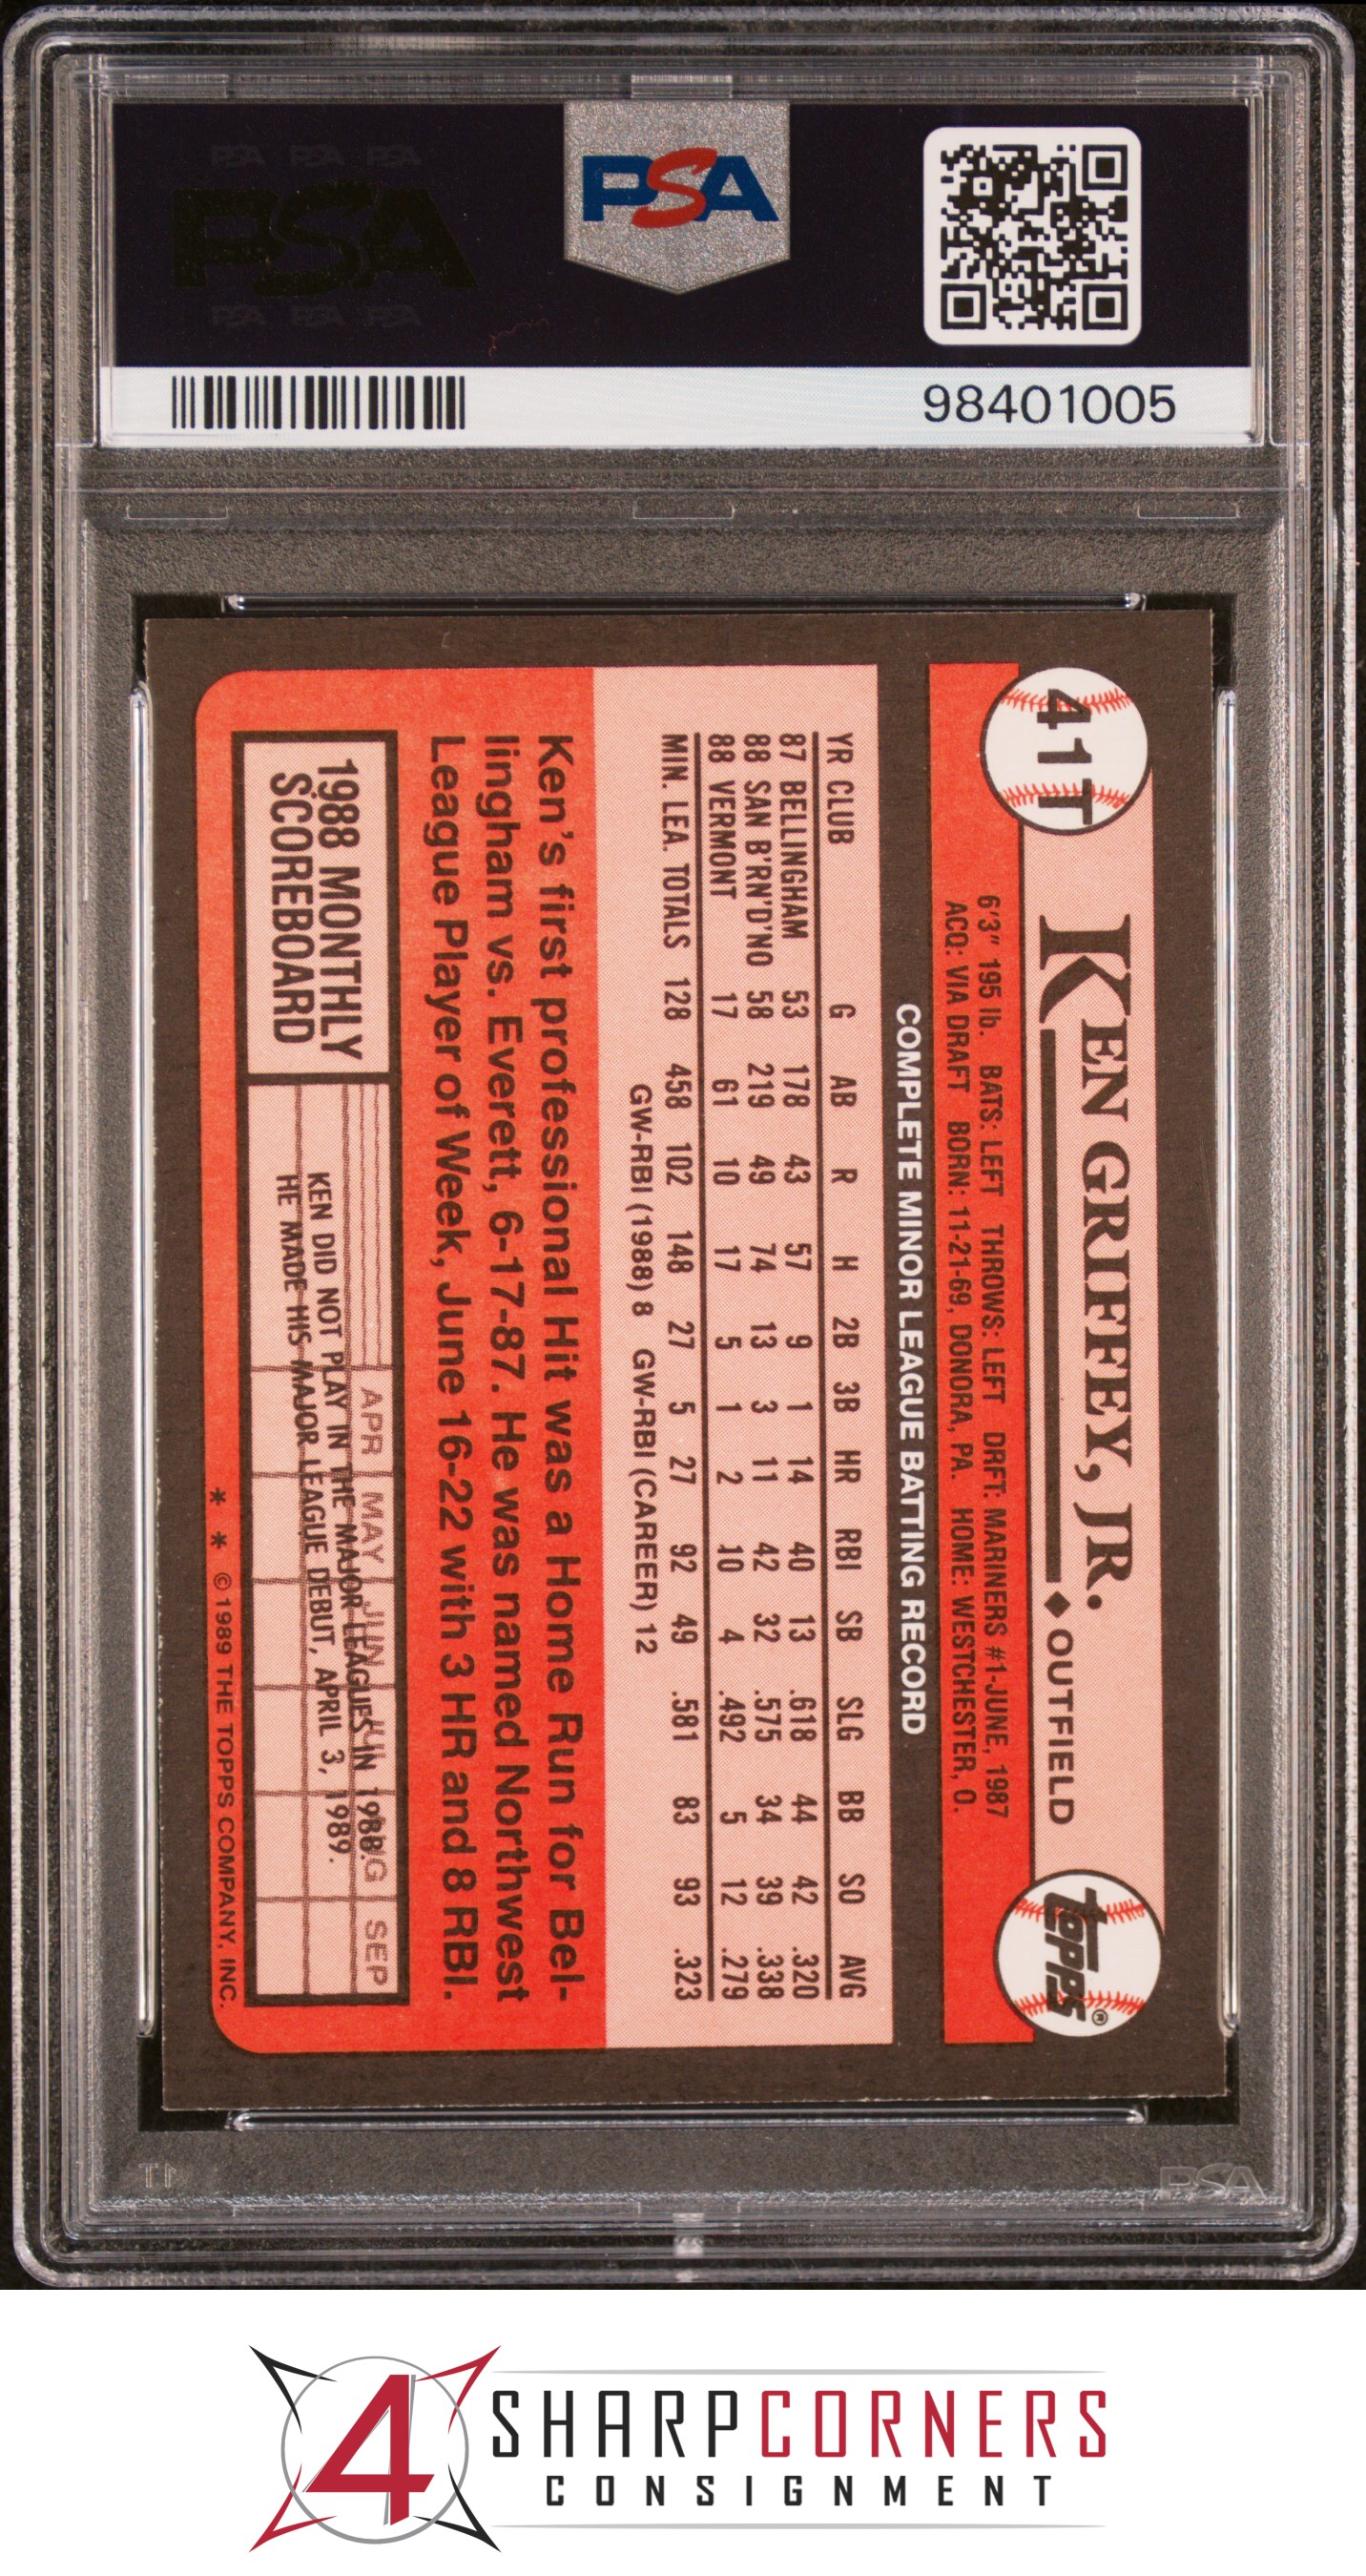 PSA PSA PSA
PSA
PSA PSA PSA
PSA
98401005
41T
KEN GRIFFEY, JR. ◆ OUTFIELD
topps®
6'3" 195 lb. BATS: LEFT THROWS: LEFT DRFT: MARINERS #1-JUNE, 1987
ACQ: VIA DRAFT BORN: 11-21-69, DONORA, PA. HOME: WESTCHESTER, O.
COMPLETE MINOR LEAGUE BATTING RECORD
YR CLUB G AB R H 2B 3B HR RBI SB SLG BB SO AVG
87 BELLINGHAM 53 178 43 57 9 1 14 40 13 .618 44 42 .320
88 SAN B'RN'D'NO 58 219 49 74 13 3 11 42 32 .575 34 39 .338
88 VERMONT 17 61 10 17 5 1 2 10 4 .492 5 12 .279
MIN. LEA. TOTALS 128 458 102 148 27 5 27 92 49 .581 83 93 .323
GW-RBI (1988) 8 GW-RBI (CAREER) 12
Ken's first professional Hit was a Home Run for Bel-
lingham vs. Everett, 6-17-87. He was named Northwest
League Player of Week, June 16-22 with 3 HR and 8 RBI.
1988 MONTHLY
SCOREBOARD
APR MAY JUN JUL AUG SEP
KEN DID NOT PLAY IN THE MAJOR LEAGUES IN 1988.
HE MADE HIS MAJOR LEAGUE DEBUT, APRIL 3, 1989.
* * © 1989 THE TOPPS COMPANY, INC.
PSA
4
SHARPCORNERS
CONSIGNMENT